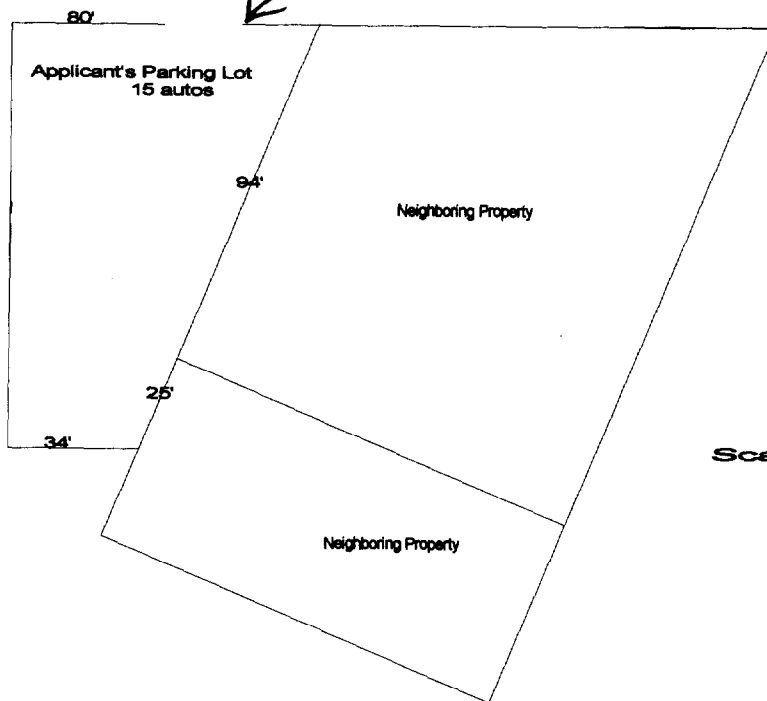 80'
Applicant's Parking Lot
15 autos
94'
Neighboring Property
25'
34'
Neighboring Property